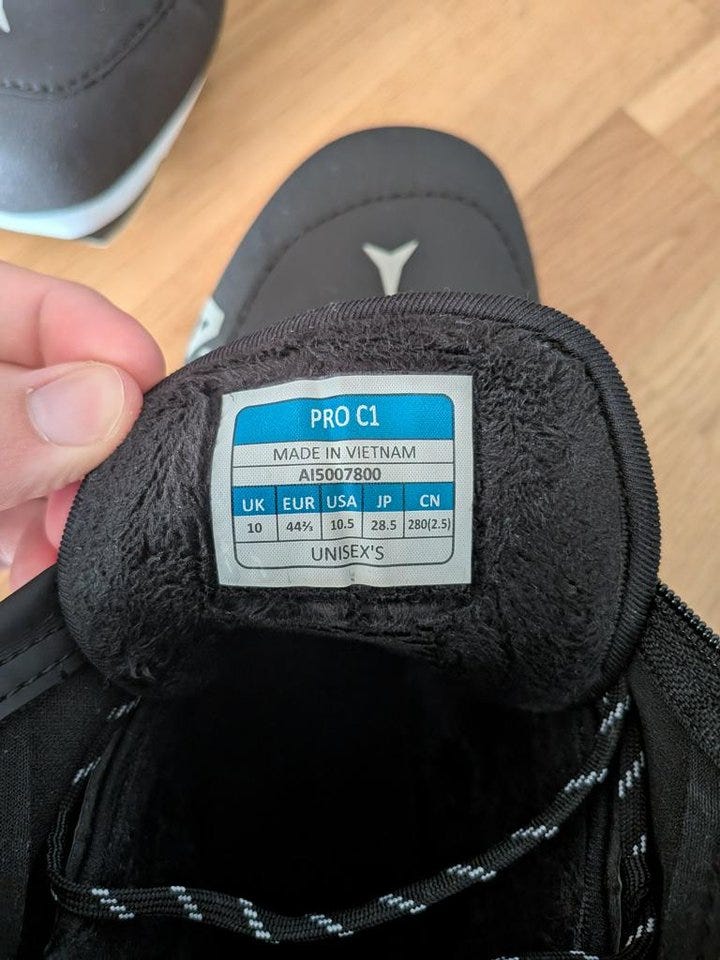 PRO C1
MADE IN VIETNAM
AI5007800
UK EUR USA JP CN
10 44⅔ 10.5 28.5 280(2.5)
UNISEX'S